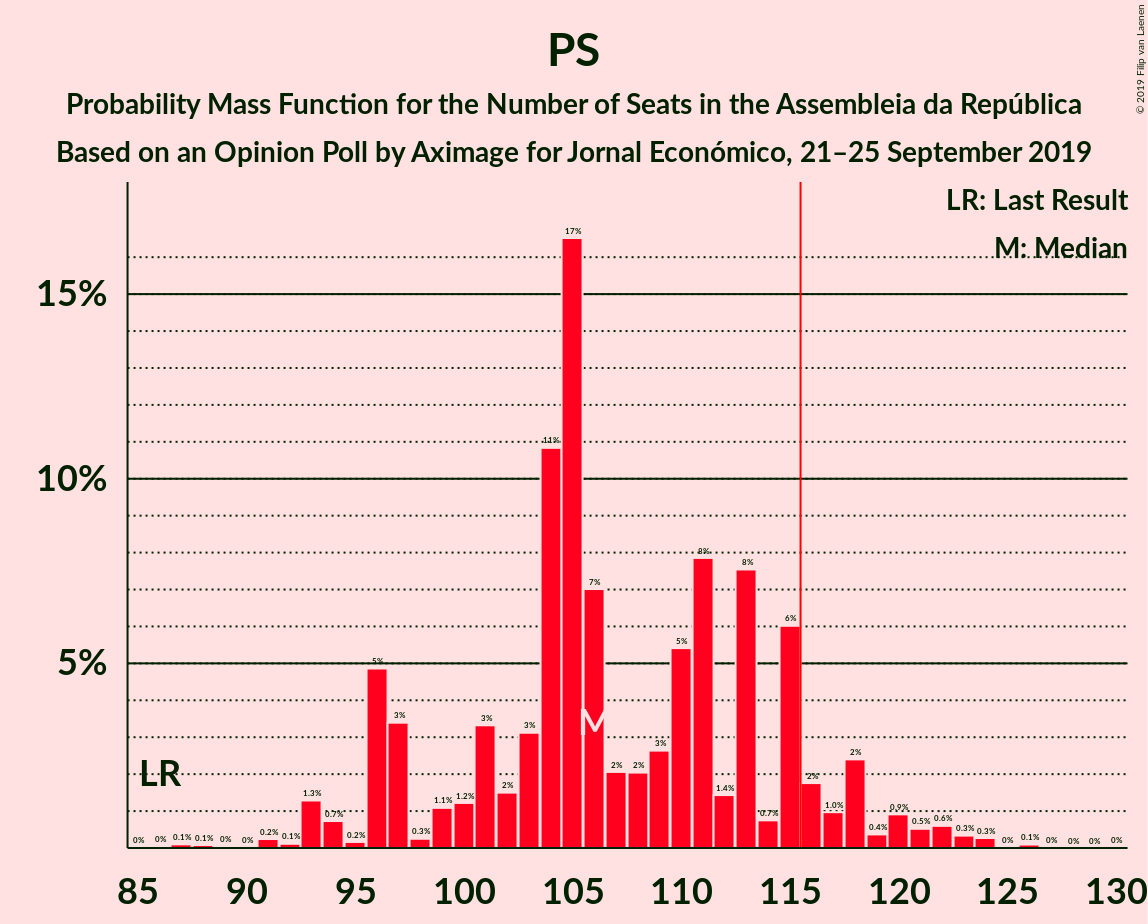 PS
Probability Mass Function for the Number of Seats in the Assembleia da República
Based on an Opinion Poll by Aximage for Jornal Económico, 21–25 September 2019
© 2019 Filip van Laenen
LR: Last Result
M: Median
15%
10%
5%
LR
M
0% 0% 0.1% 0.1% 0% 0% 0.2% 0.1% 1.3% 0.7% 0.2% 5% 3% 0.3% 1.1% 1.2% 3% 2% 3% 11% 17% 7% 2% 2% 3% 5% 8% 1.4% 8% 0.7% 6% 2% 1.0% 2% 0.4% 0.9% 0.5% 0.6% 0.3% 0.3% 0% 0.1% 0% 0% 0% 0%
85 90 95 100 105 110 115 120 125 130